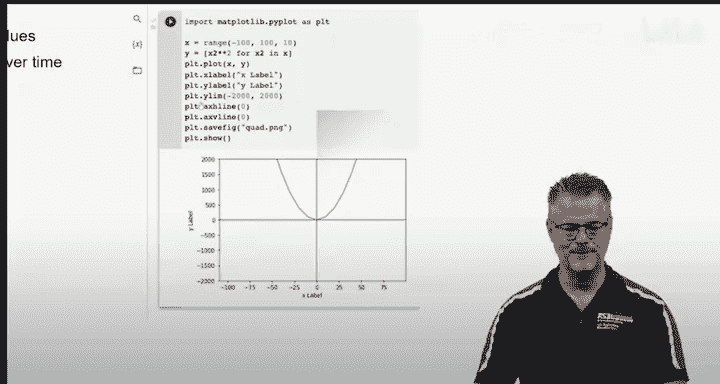 lues
ver time
{x}
import matplotlib.pyplot as plt
x = range(-100, 100, 10)
y = [x2**2 for x2 in x]
plt.plot(x, y)
plt.xlabel("x Label")
plt.ylabel("y Label")
plt.ylim(-2000, 2000)
plt.axhline(0)
plt.axvline(0)
plt.savefig("quad.png")
plt.show()
2000
1500
1000
500
0
-500
-1000
-1500
-2000
y Label
-100 -75 -50 -25 0 25 50 75
x Label